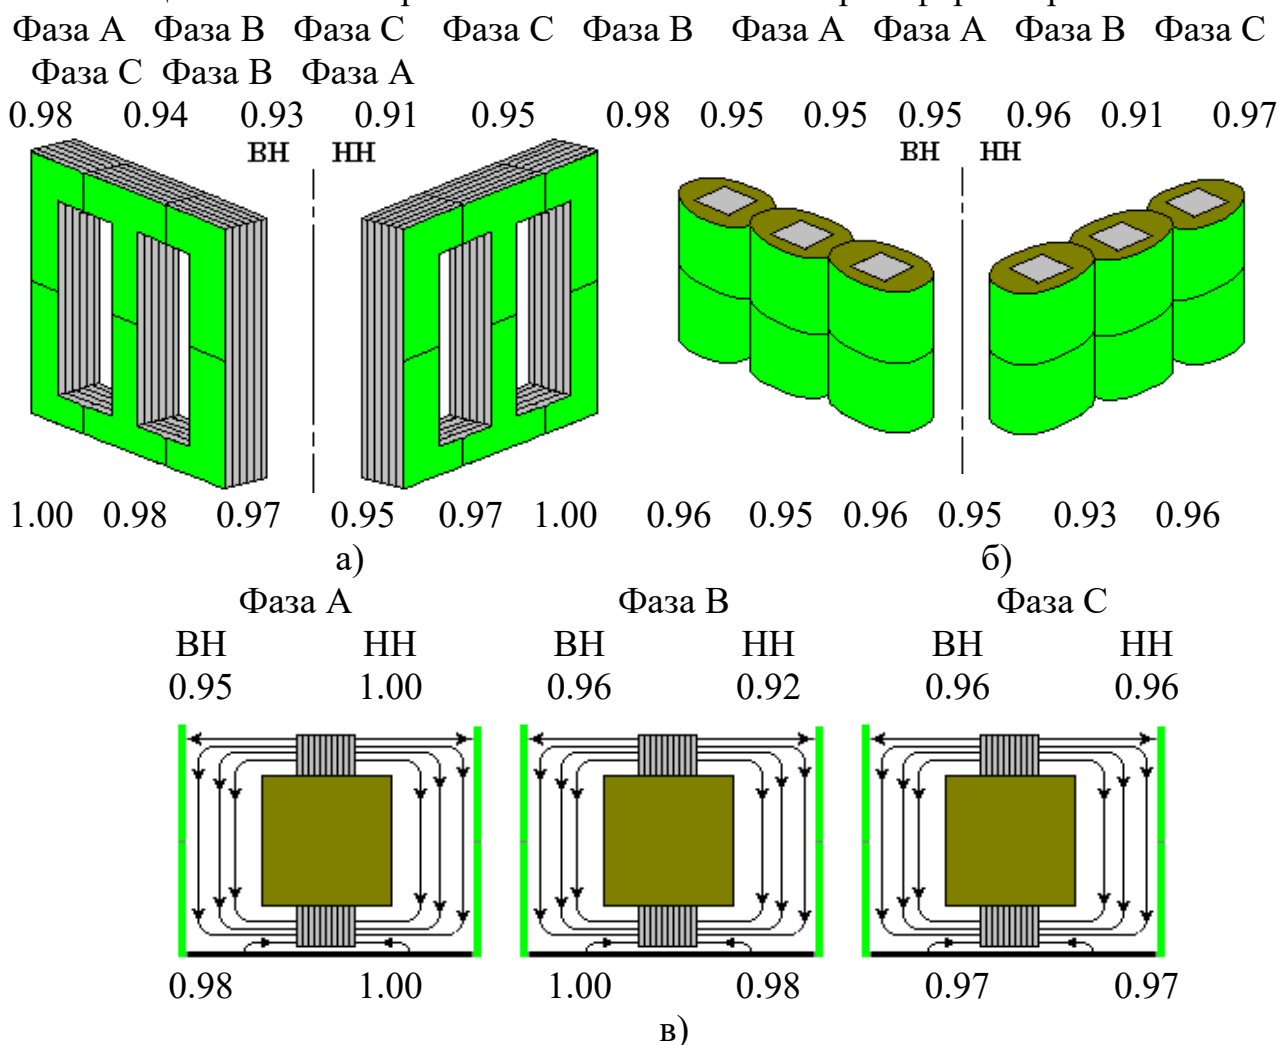 Фаза А Фаза В Фаза С Фаза С Фаза В Фаза А Фаза А Фаза В Фаза С
Фаза С Фаза В Фаза А
0.98 0.94 0.93 0.91 0.95 0.98 0.95 0.95 0.95 0.96 0.91 0.97
ВН НН ВН НН
1.00 0.98 0.97 0.95 0.97 1.00 0.96 0.95 0.96 0.95 0.93 0.96
а) б)
Фаза А Фаза В Фаза С
ВН НН ВН НН ВН НН
0.95 1.00 0.96 0.92 0.96 0.96
0.98 1.00 1.00 0.98 0.97 0.97
в)